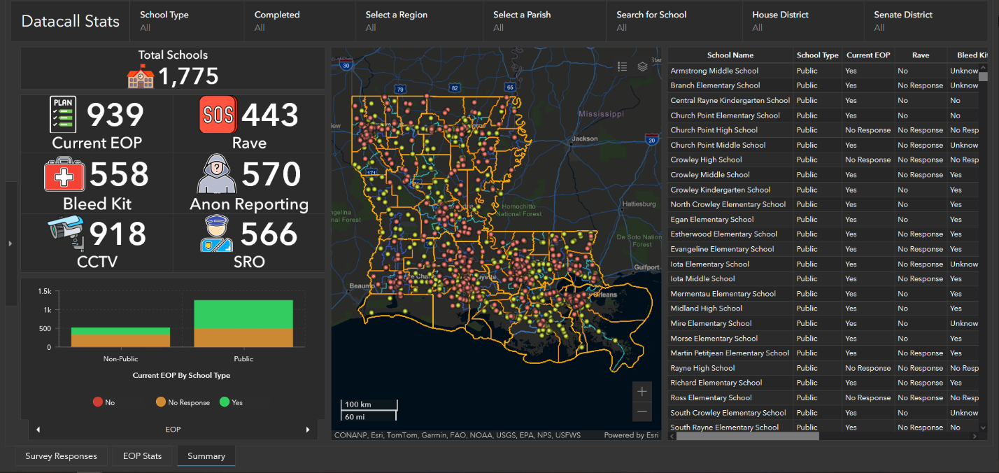 Datacall Stats
School Type
All
Completed
All
Select a Region
All
Select a Parish
All
Search for School
All
House District
All
Senate District
All
Total Schools
1,775
PLAN
939
Current EOP
SOS
443
Rave
558
Bleed Kit
?
570
Anon Reporting
918
CCTV
566
SRO
1.5k
1k
500
0
Non-Public
Public
Current EOP By School Type
No
No Response
Yes
EOP
30
79
82
65
Mississippi
Jackson
20
171
Homochitto
National Forest
Hattiesburg
De Soto Nation
Forest
Gulfport
Beaumo
Orleans
100 km
60 mi
CONANP, Esri, TomTom, Garmin, FAO, NOAA, USGS, EPA, NPS, USFWS
Powered by Esri
School Name School Type Current EOP Rave Bleed Kit
Armstrong Middle School Public Yes No Unknow
Branch Elementary School Public Yes No Response Unknow
Central Rayne Kindergarten School Public Yes No No
Church Point Elementary School Public Yes No No
Church Point High School Public No Response No Response No Resp
Church Point Middle School Public Yes No Response Unknow
Crowley High School Public No Response No Response No Resp
Crowley Middle School Public Yes No Response Yes
Crowley Kindergarten School Public Yes No Yes
North Crowley Elementary School Public Yes No Yes
Egan Elementary School Public Yes No Yes
Estherwood Elementary School Public Yes No Response Yes
Evangeline Elementary School Public Yes No Response Yes
Iota Elementary School Public Yes No Response Unknow
Iota Middle School Public Yes No Response Yes
Mermentau Elementary School Public Yes No Yes
Midland High School Public Yes No Yes
Mire Elementary School Public Yes No Unknow
Morse Elementary School Public Yes No Yes
Martin Petitjean Elementary School Public Yes No Response Yes
Rayne High School Public No Response No Response No Resp
Richard Elementary School Public Yes No Response Yes
Ross Elementary School Public No Response No Response No Resp
South Crowley Elementary School Public Yes No Unknow
South Rayne Elementary School Public Yes No Response No
Survey Responses
EOP Stats
Summary